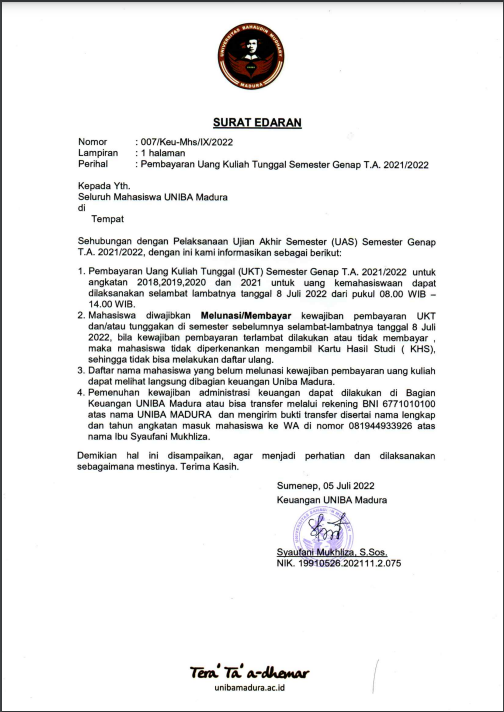 UNIVERSITAS BAHAUDIN MUDHARY
MADURA
SURAT EDARAN
Nomor : 007/Keu-Mhs/IX/2022
Lampiran : 1 halaman
Perihal : Pembayaran Uang Kuliah Tunggal Semester Genap T.A. 2021/2022
Kepada Yth.
Seluruh Mahasiswa UNIBA Madura
di
Tempat
Sehubungan dengan Pelaksanaan Ujian Akhir Semester (UAS) Semester Genap
T.A. 2021/2022, dengan ini kami informasikan sebagai berikut:
1. Pembayaran Uang Kuliah Tunggal (UKT) Semester Genap T.A. 2021/2022 untuk
angkatan 2018,2019,2020 dan 2021 untuk uang kemahasiswaan dapat
dilaksanakan selambat lambatnya tanggal 8 Juli 2022 dari pukul 08.00 WIB –
14.00 WIB.
2. Mahasiswa diwajibkan Melunasi/Membayar kewajiban pembayaran UKT
dan/atau tunggakan di semester sebelumnya selambat-lambatnya tanggal 8 Juli
2022, bila kewajiban pembayaran terlambat dilakukan atau tidak membayar ,
maka mahasiswa tidak diperkenankan mengambil Kartu Hasil Studi ( KHS),
sehingga tidak bisa melakukan daftar ulang.
3. Daftar nama mahasiswa yang belum melunasi kewajiban pembayaran uang kuliah
dapat melihat langsung dibagian keuangan Uniba Madura.
4. Pemenuhan kewajiban administrasi keuangan dapat dilakukan di Bagian
Keuangan UNIBA Madura atau bisa transfer melalui rekening BNI 6771010100
atas nama UNIBA MADURA dan mengirim bukti transfer disertai nama lengkap
dan tahun angkatan masuk mahasiswa ke WA di nomor 081944933926 atas
nama Ibu Syaufani Mukhliza.
Demikian hal ini disampaikan, agar menjadi perhatian dan dilaksanakan
sebagaimana mestinya. Terima Kasih.
Sumenep, 05 Juli 2022
Keuangan UNIBA Madura
Syaufani Mukhliza, S.Sos.
NIK. 19910526.202111.2.075
Tera' Ta' a-dhemar
unibamadura.ac.id